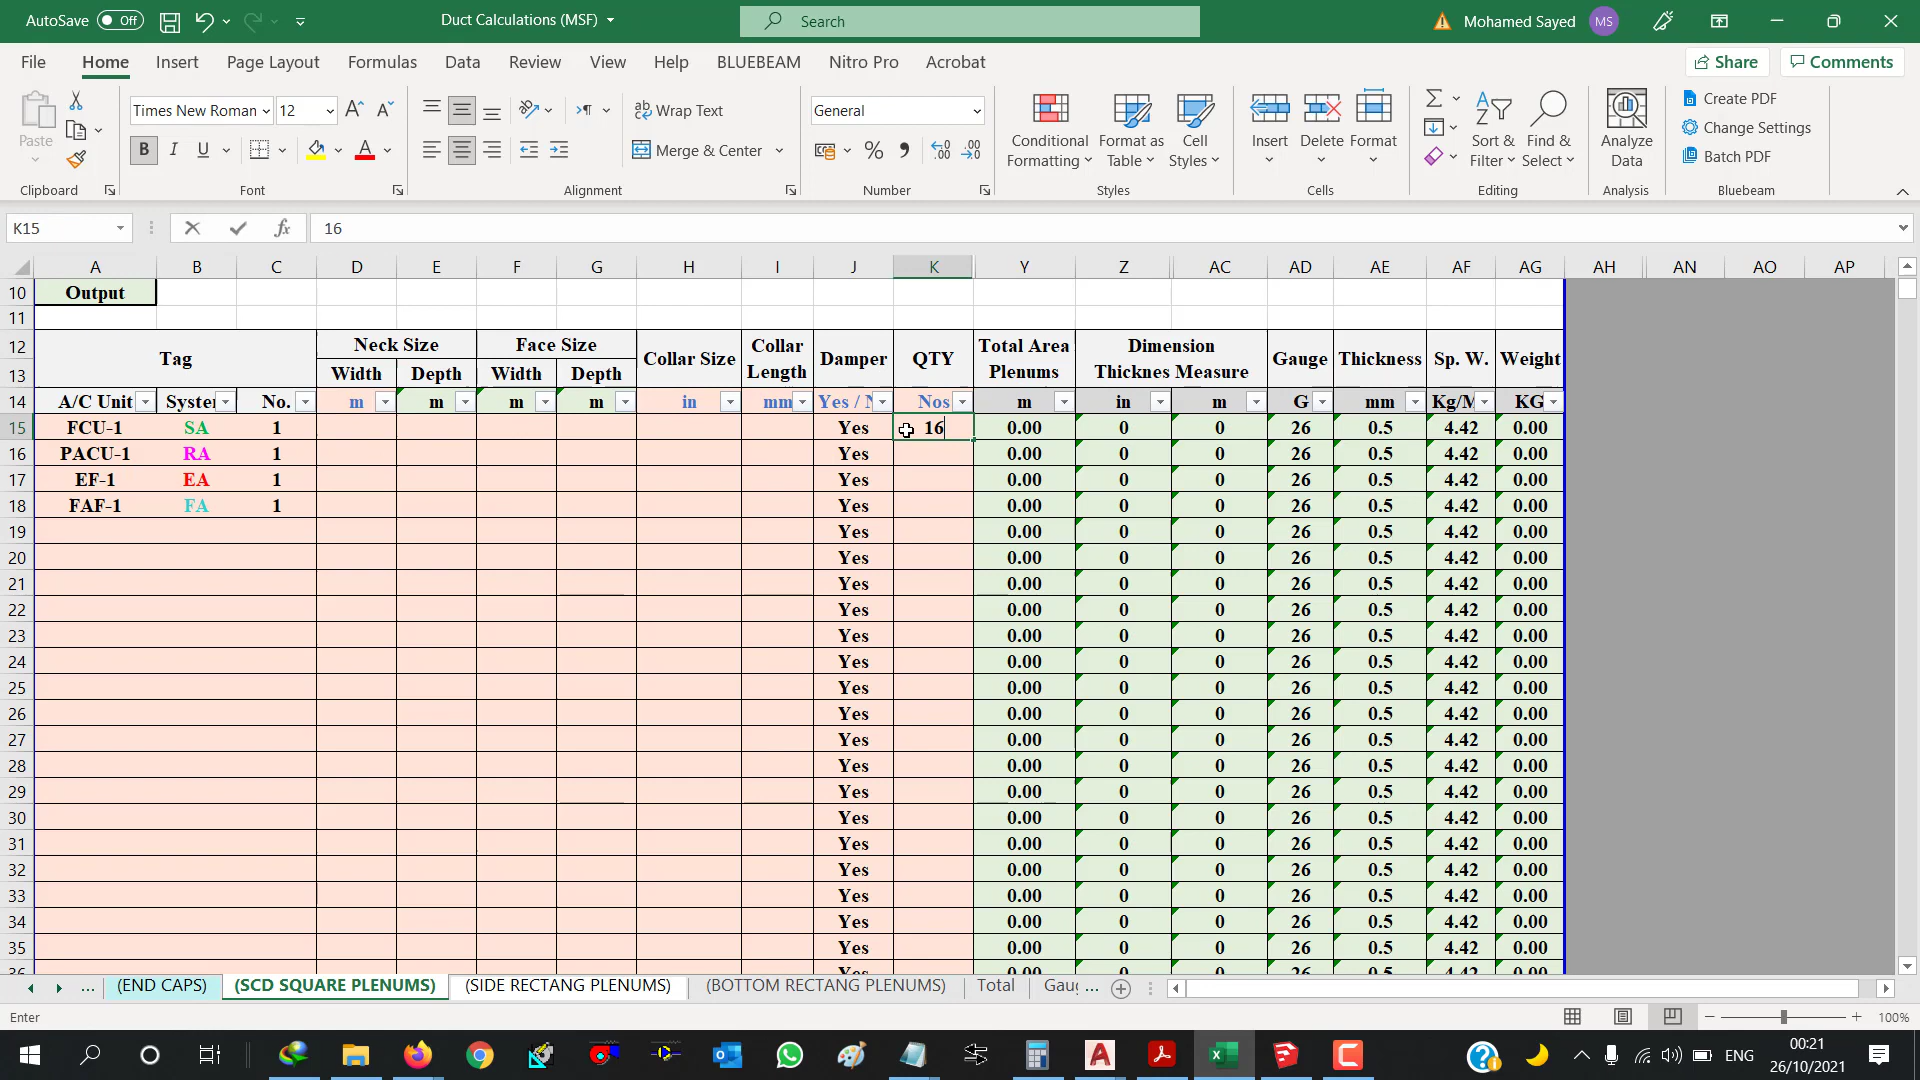 AutoSave Off Duct Calculations (MSF) Search Mohamed Sayed MS
File Home Insert Page Layout Formulas Data Review View Help BLUEBEAM Nitro Pro Acrobat Share Comments
Paste Times New Roman 12 Wrap Text General Conditional Formatting Format as Table Cell Styles Insert Delete Format Sort & Filter Find & Select Analyze Data Create PDF
B I U Merge & Center Change Settings
Batch PDF
Clipboard Font Alignment Number Styles Cells Editing Analysis Bluebeam
K15 fx 16
A B C D E F G H I J K Y Z AC AD AE AF AG AH AN AO AP
10 Output
11
12 Tag Neck Size Face Size Collar Size Collar Length Damper QTY Total Area Plenums Dimension Thicknes Measure Gauge Thickness Sp. W. Weight
13 Width Depth Width Depth
14 A/C Unit System No. m m m m in mm Yes / N Nos m in m G mm Kg/M KG
15 FCU-1 SA 1 Yes 16 0.00 0 0 26 0.5 4.42 0.00
16 PACU-1 RA 1 Yes 0.00 0 0 26 0.5 4.42 0.00
17 EF-1 EA 1 Yes 0.00 0 0 26 0.5 4.42 0.00
18 FAF-1 FA 1 Yes 0.00 0 0 26 0.5 4.42 0.00
19 Yes 0.00 0 0 26 0.5 4.42 0.00
20 Yes 0.00 0 0 26 0.5 4.42 0.00
21 Yes 0.00 0 0 26 0.5 4.42 0.00
22 Yes 0.00 0 0 26 0.5 4.42 0.00
23 Yes 0.00 0 0 26 0.5 4.42 0.00
24 Yes 0.00 0 0 26 0.5 4.42 0.00
25 Yes 0.00 0 0 26 0.5 4.42 0.00
26 Yes 0.00 0 0 26 0.5 4.42 0.00
27 Yes 0.00 0 0 26 0.5 4.42 0.00
28 Yes 0.00 0 0 26 0.5 4.42 0.00
29 Yes 0.00 0 0 26 0.5 4.42 0.00
30 Yes 0.00 0 0 26 0.5 4.42 0.00
31 Yes 0.00 0 0 26 0.5 4.42 0.00
32 Yes 0.00 0 0 26 0.5 4.42 0.00
33 Yes 0.00 0 0 26 0.5 4.42 0.00
34 Yes 0.00 0 0 26 0.5 4.42 0.00
35 Yes 0.00 0 0 26 0.5 4.42 0.00
36 Yes 0.00 0 0 26 0.5 4.42 0.00
... (END CAPS) (SCD SQUARE PLENUMS) (SIDE RECTANG PLENUMS) (BOTTOM RECTANG PLENUMS) Total Gau ...
Enter 100%
ENG 00:21
26/10/2021